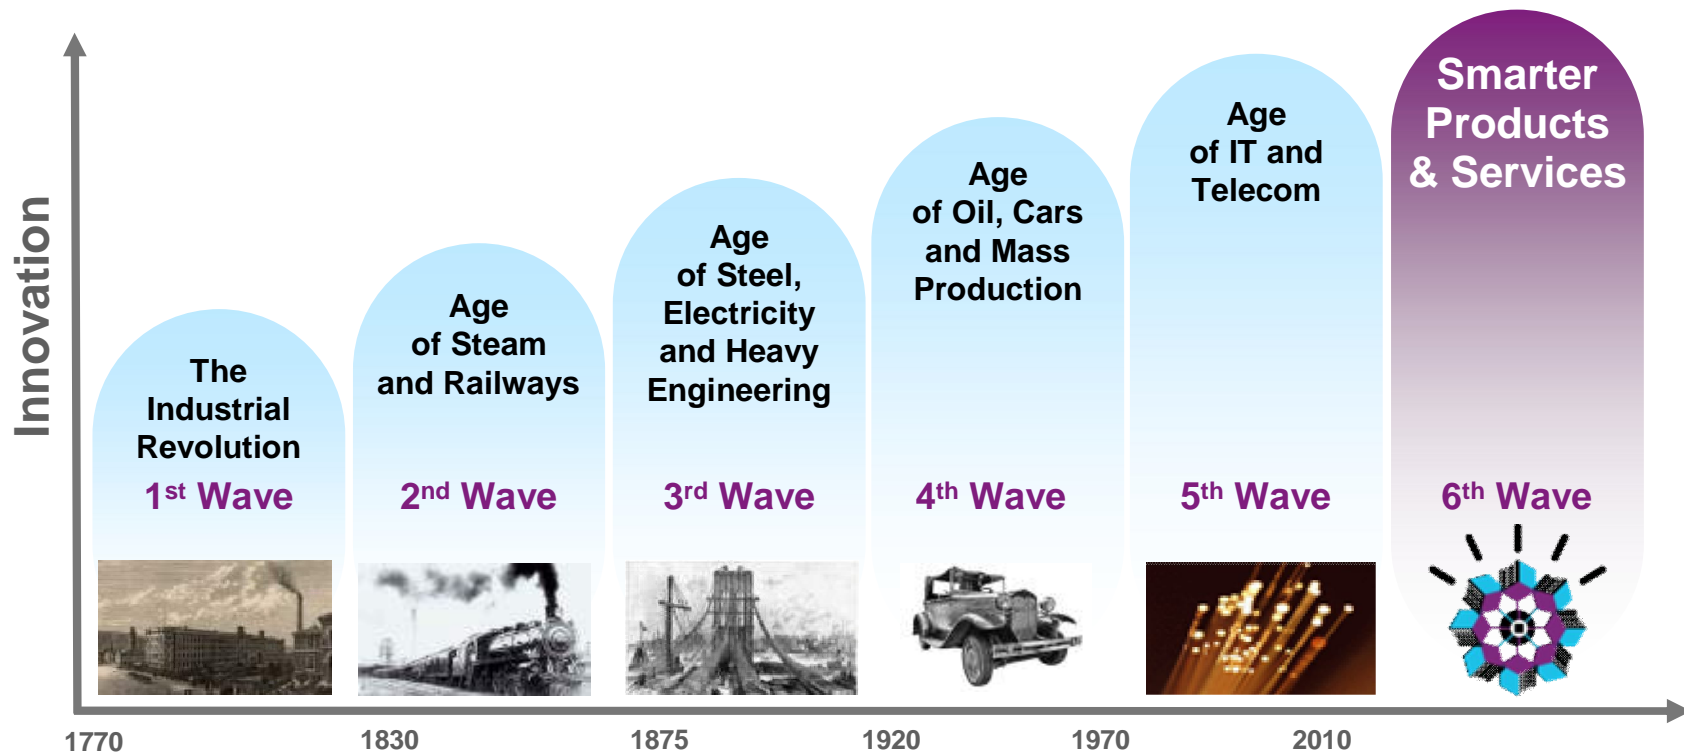 Innovation
The
Industrial
Revolution
1st Wave
Age
of Steam
and Railways
2nd Wave
Age
of Steel,
Electricity
and Heavy
Engineering
3rd Wave
Age
of Oil, Cars
and Mass
Production
4th Wave
Age
of IT and
Telecom
5th Wave
Smarter
Products
& Services
6th Wave
1770
1830
1875
1920
1970
2010